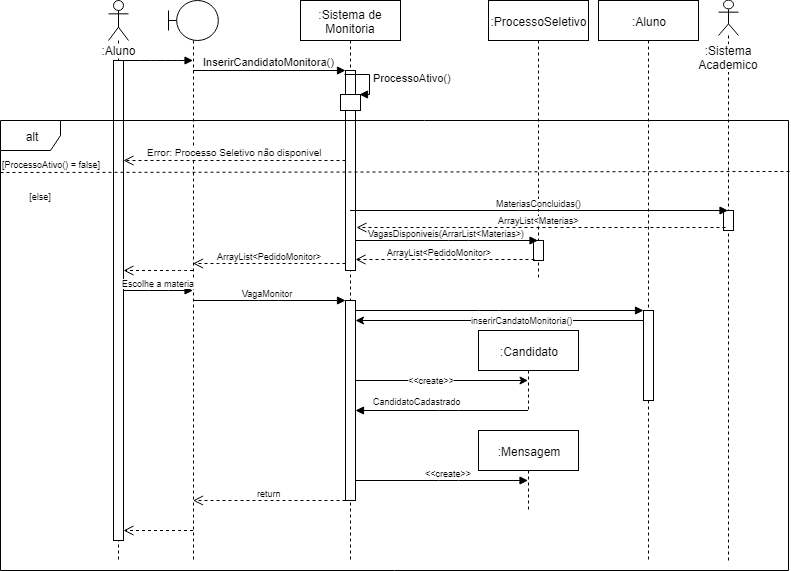 :Aluno
:Sistema de
Monitoria
:ProcessoSeletivo
:Aluno
:Sistema
Academico
InserirCandidatoMonitora()
ProcessoAtivo()
alt
Error: Processo Seletivo não disponivel
[ProcessoAtivo() = false]
[else]
MateriasConcluidas()
ArrayList<Materias>
VagasDisponiveis(ArrarList<Materias>)
ArrayList<PedidoMonitor>
ArrayList<PedidoMonitor>
Escolhe a materia
VagaMonitor
inserirCandatoMonitoria()
:Candidato
<<create>>
CandidatoCadastrado
:Mensagem
<<create>>
return